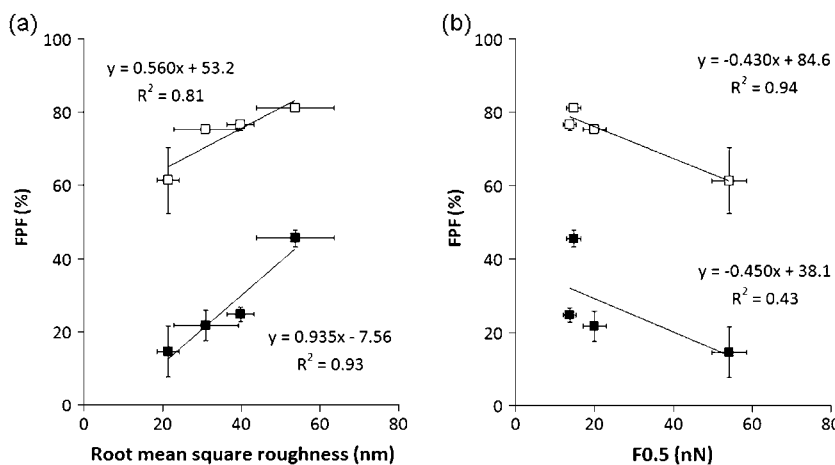 (a)
100
80
60
40
20
0
FPF (%)
y = 0.560x + 53.2
R² = 0.81
y = 0.935x - 7.56
R² = 0.93
0 20 40 60 80
Root mean square roughness (nm)
(b)
100
80
60
40
20
0
FPF (%)
y = -0.430x + 84.6
R² = 0.94
y = -0.450x + 38.1
R² = 0.43
0 20 40 60 80
F0.5 (nN)